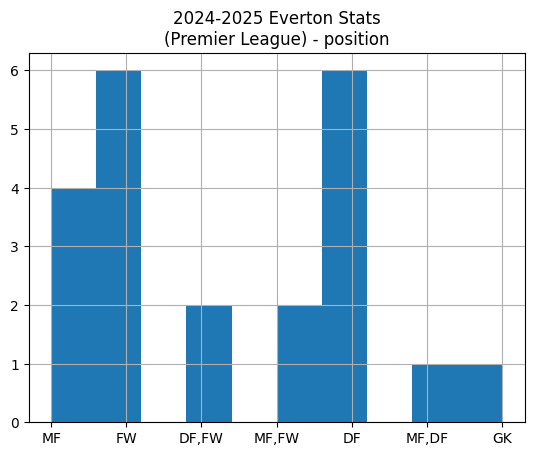 2024-2025 Everton Stats
(Premier League) - position
6
5
4
3
2
1
0
MF FW DF,FW MF,FW DF MF,DF GK